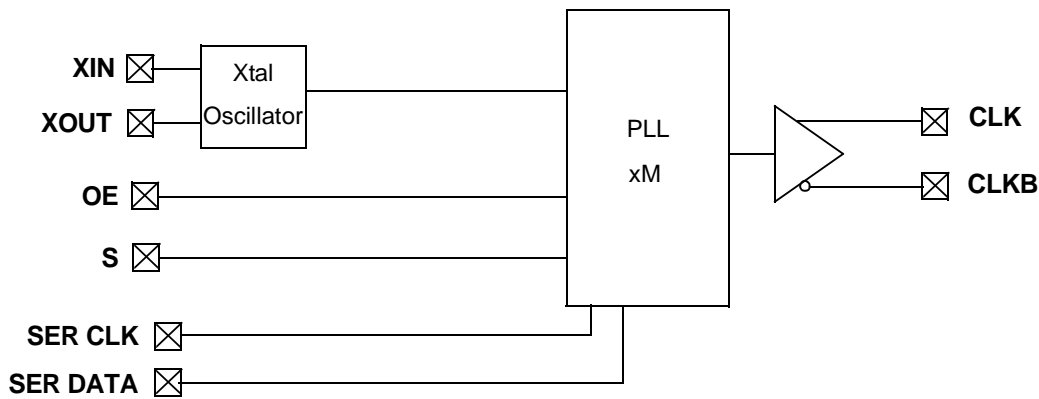 XIN
XOUT
Xtal
Oscillator
OE
S
SER CLK
SER DATA
PLL
xM
CLK
CLKB